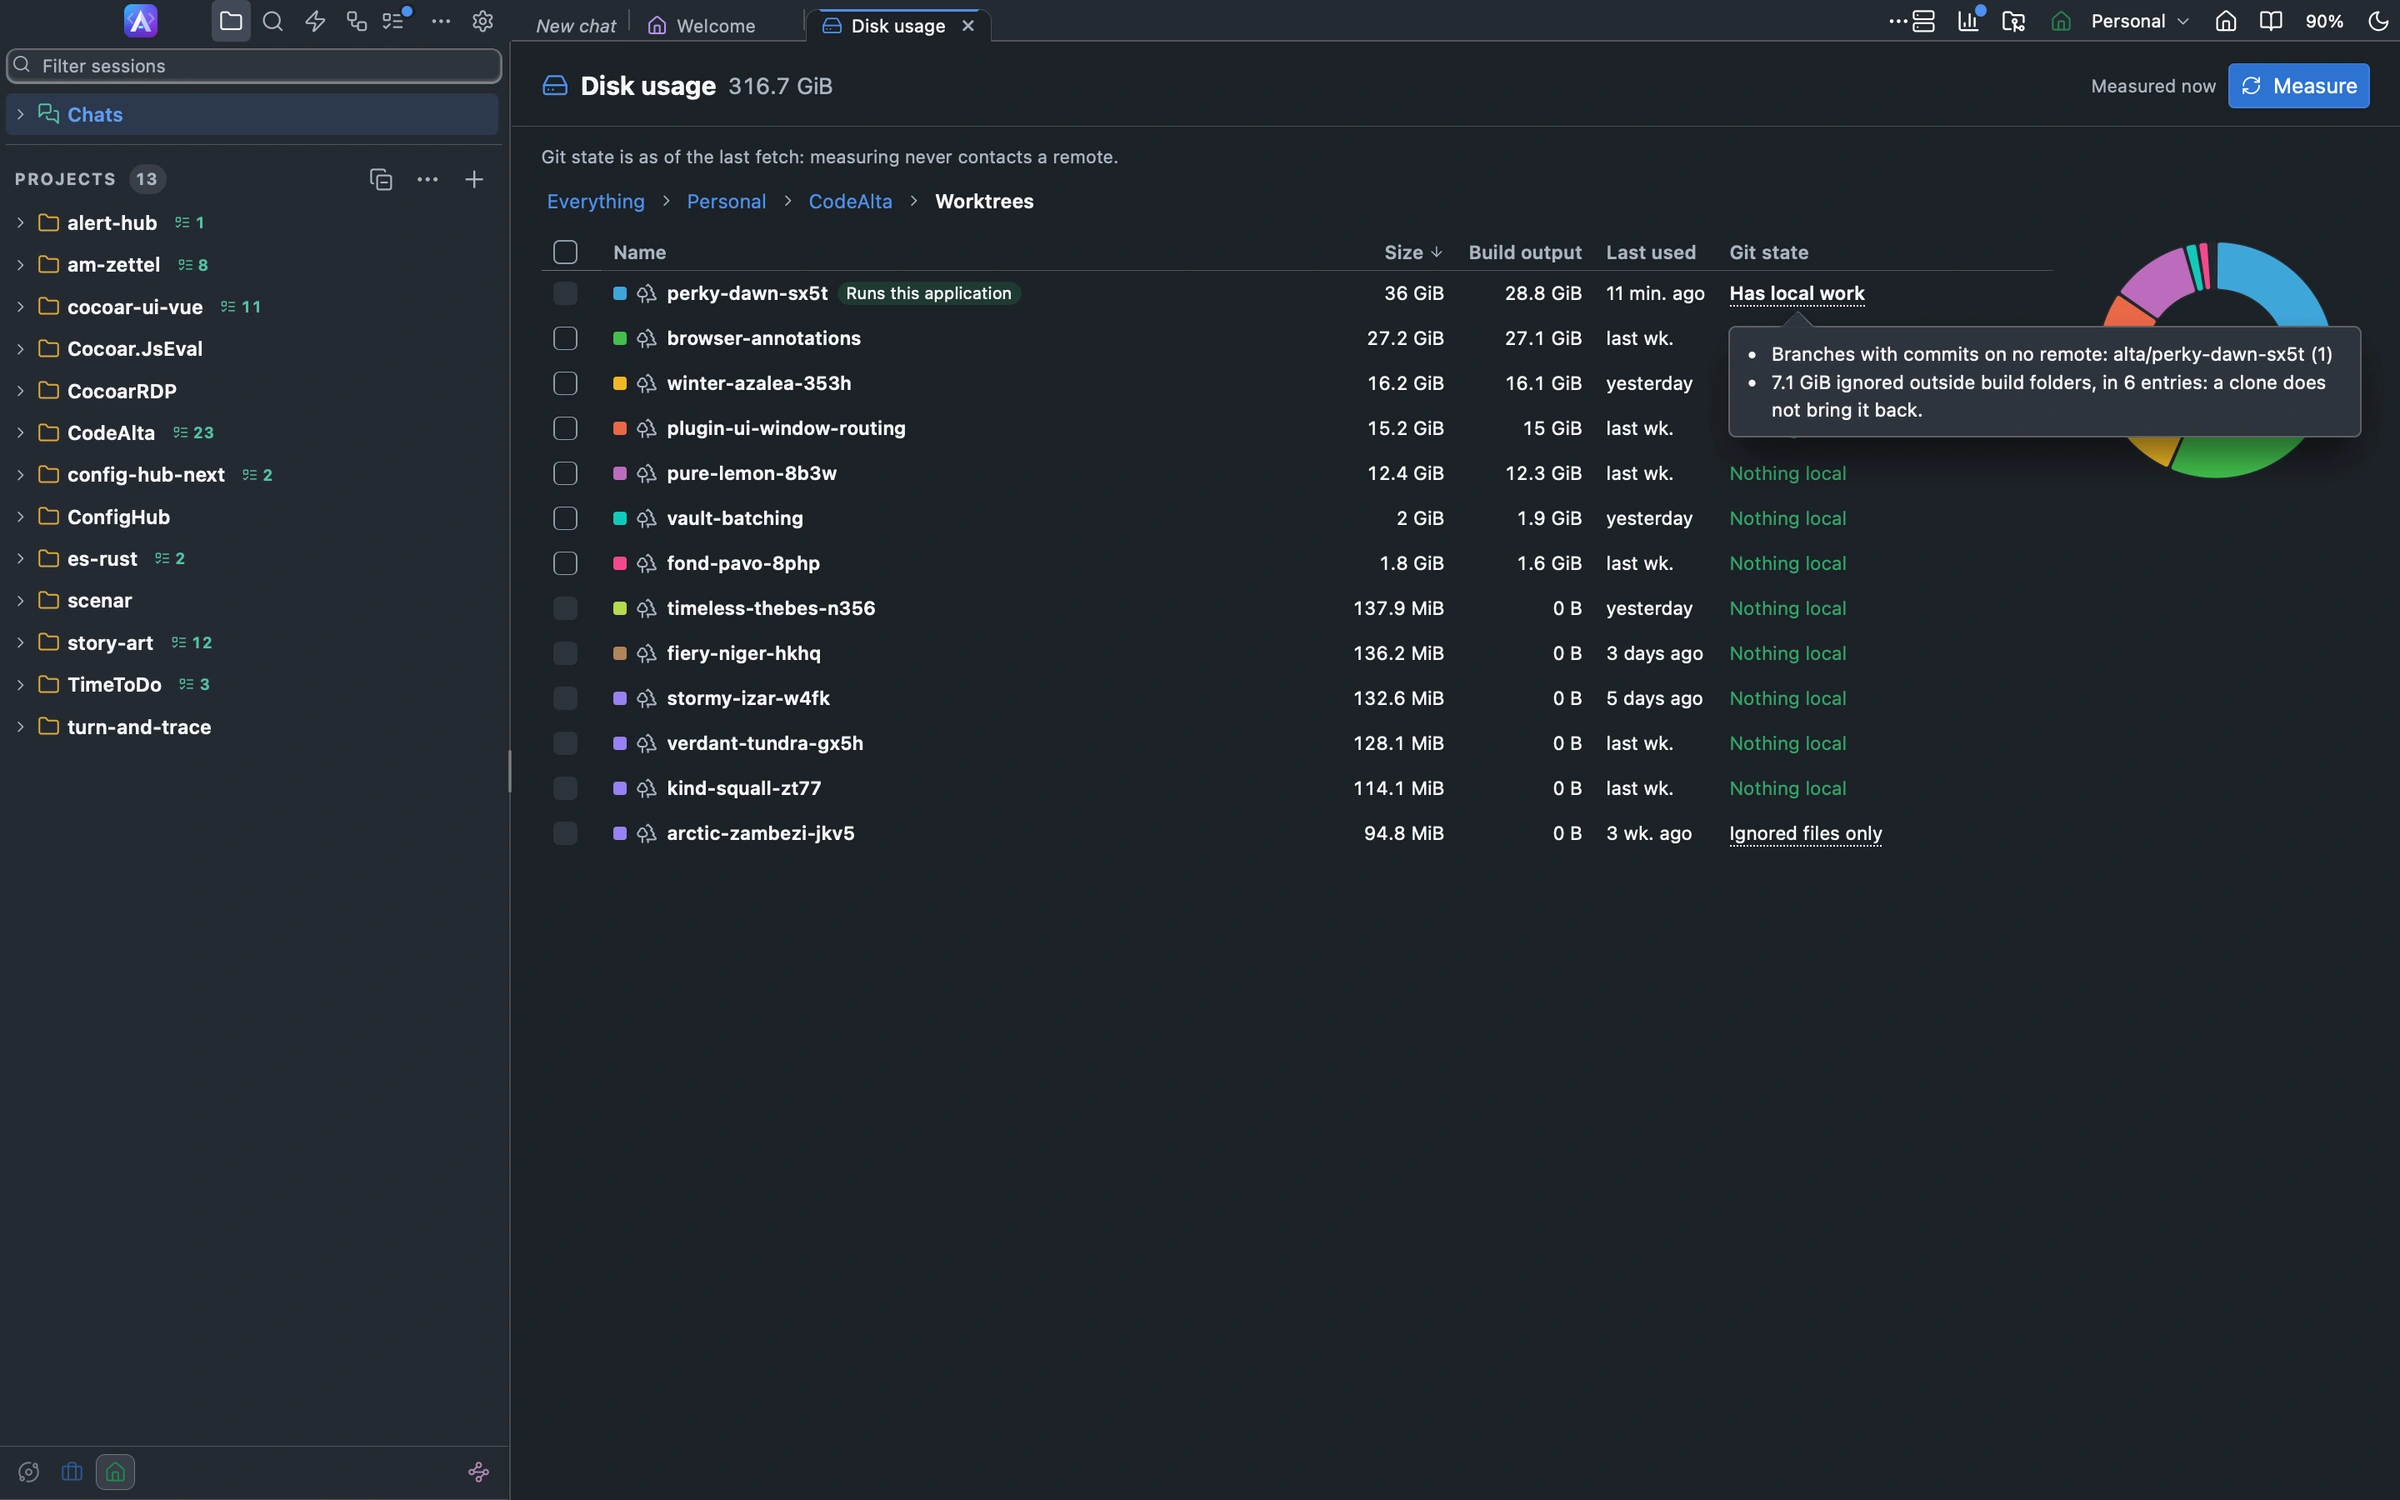 New chat
Welcome
Disk usage
Personal
90%
Filter sessions
Chats
PROJECTS 13
alert-hub 1
am-zettel 8
cocoar-ui-vue 11
Cocoar.JsEval
CocoarRDP
CodeAlta 23
config-hub-next 2
ConfigHub
es-rust 2
scenar
story-art 12
TimeToDo 3
turn-and-trace
Disk usage 316.7 GiB
Measured now
Measure
Git state is as of the last fetch: measuring never contacts a remote.
Everything > Personal > CodeAlta > Worktrees
Name Size ↓ Build output Last used Git state
perky-dawn-sx5t Runs this application 36 GiB 28.8 GiB 11 min. ago Has local work
browser-annotations 27.2 GiB 27.1 GiB last wk.
winter-azalea-353h 16.2 GiB 16.1 GiB yesterday
plugin-ui-window-routing 15.2 GiB 15 GiB last wk.
• Branches with commits on no remote: alta/perky-dawn-sx5t (1)
• 7.1 GiB ignored outside build folders, in 6 entries: a clone does
not bring it back.
pure-lemon-8b3w 12.4 GiB 12.3 GiB last wk. Nothing local
vault-batching 2 GiB 1.9 GiB yesterday Nothing local
fond-pavo-8php 1.8 GiB 1.6 GiB last wk. Nothing local
timeless-thebes-n356 137.9 MiB 0 B yesterday Nothing local
fiery-niger-hkhq 136.2 MiB 0 B 3 days ago Nothing local
stormy-izar-w4fk 132.6 MiB 0 B 5 days ago Nothing local
verdant-tundra-gx5h 128.1 MiB 0 B last wk. Nothing local
kind-squall-zt77 114.1 MiB 0 B last wk. Nothing local
arctic-zambezi-jkv5 94.8 MiB 0 B 3 wk. ago Ignored files only